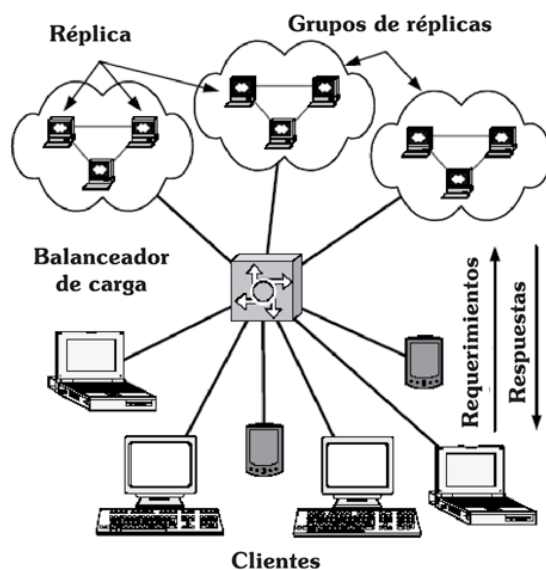 Réplica
Grupos de réplicas
Balanceador
de carga
Requerimientos
Respuestas
Clientes